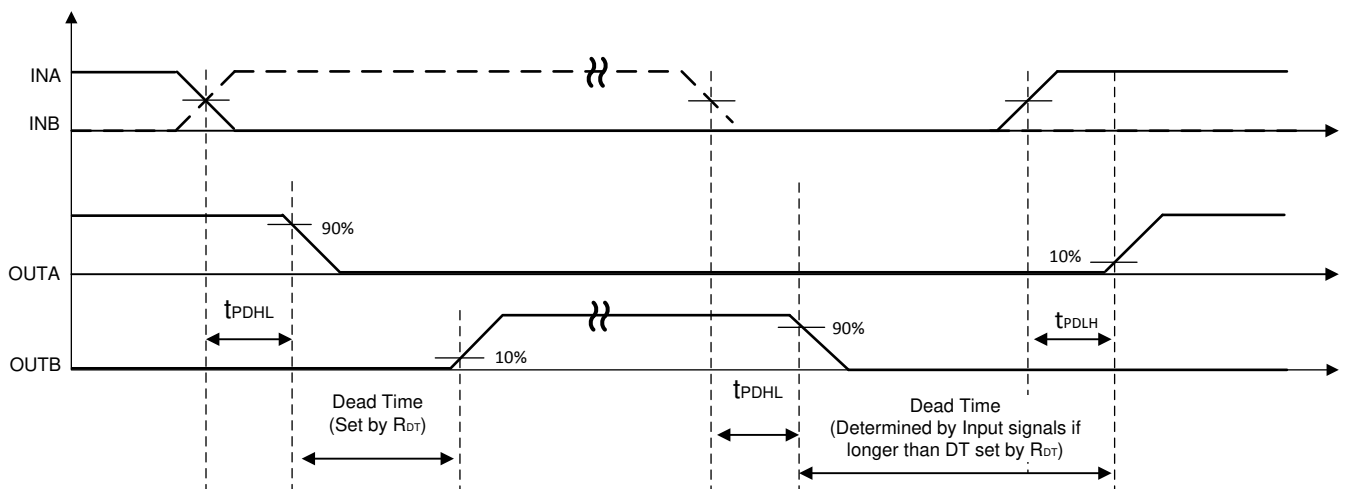 INA
INB
90%
10%
OUTA
tPDHL
tPDLH
90%
10%
OUTB
Dead Time
(Set by RDT)
tPDHL
Dead Time
(Determined by Input signals if
longer than DT set by RDT)